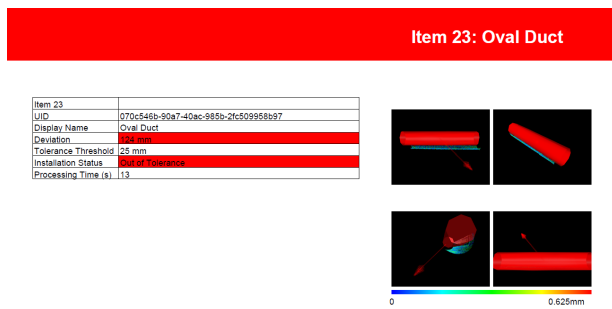 Item 23: Oval Duct
Item 23
UID 070c546b-90a7-40ac-985b-2fc509958b97
Display Name Oval Duct
Deviation 124 mm
Tolerance Threshold 25 mm
Installation Status Out of Tolerance
Processing Time (s) 13
0 0.625mm